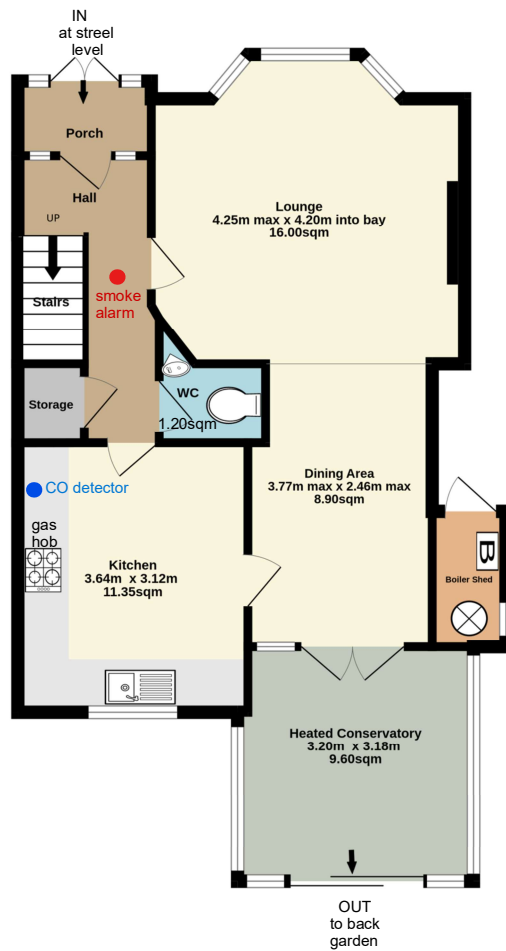 IN
at streel
level
Porch
Hall
UP
Stairs
smoke
alarm
Lounge
4.25m max x 4.20m into bay
16.00sqm
Storage
WC
1.20sqm
CO detector
gas
hob
Kitchen
3.64m x 3.12m
11.35sqm
Dining Area
3.77m max x 2.46m max
8.90sqm
B
Boiler Shed
Heated Conservatory
3.20m x 3.18m
9.60sqm
OUT
to back
garden